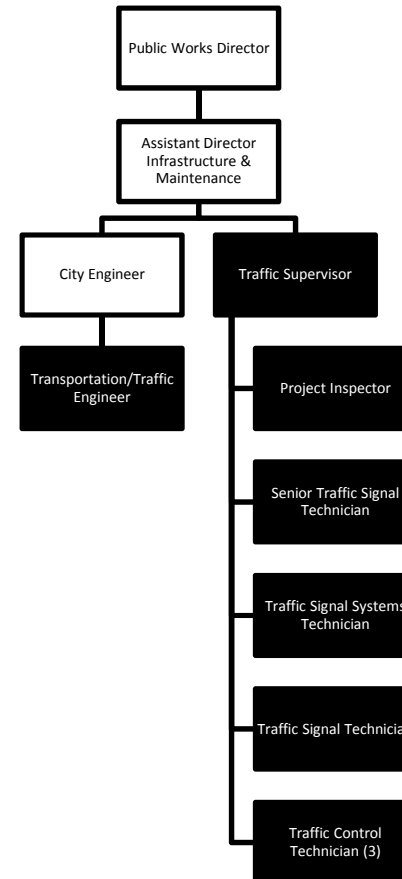 Public Works Director
Assistant Director
Infrastructure &
Maintenance
City Engineer
Traffic Supervisor
Transportation/Traffic
Engineer
Project Inspector
Senior Traffic Signal
Technician
Traffic Signal Systems
Technician
Traffic Signal Technicia
Traffic Control
Technician (3)